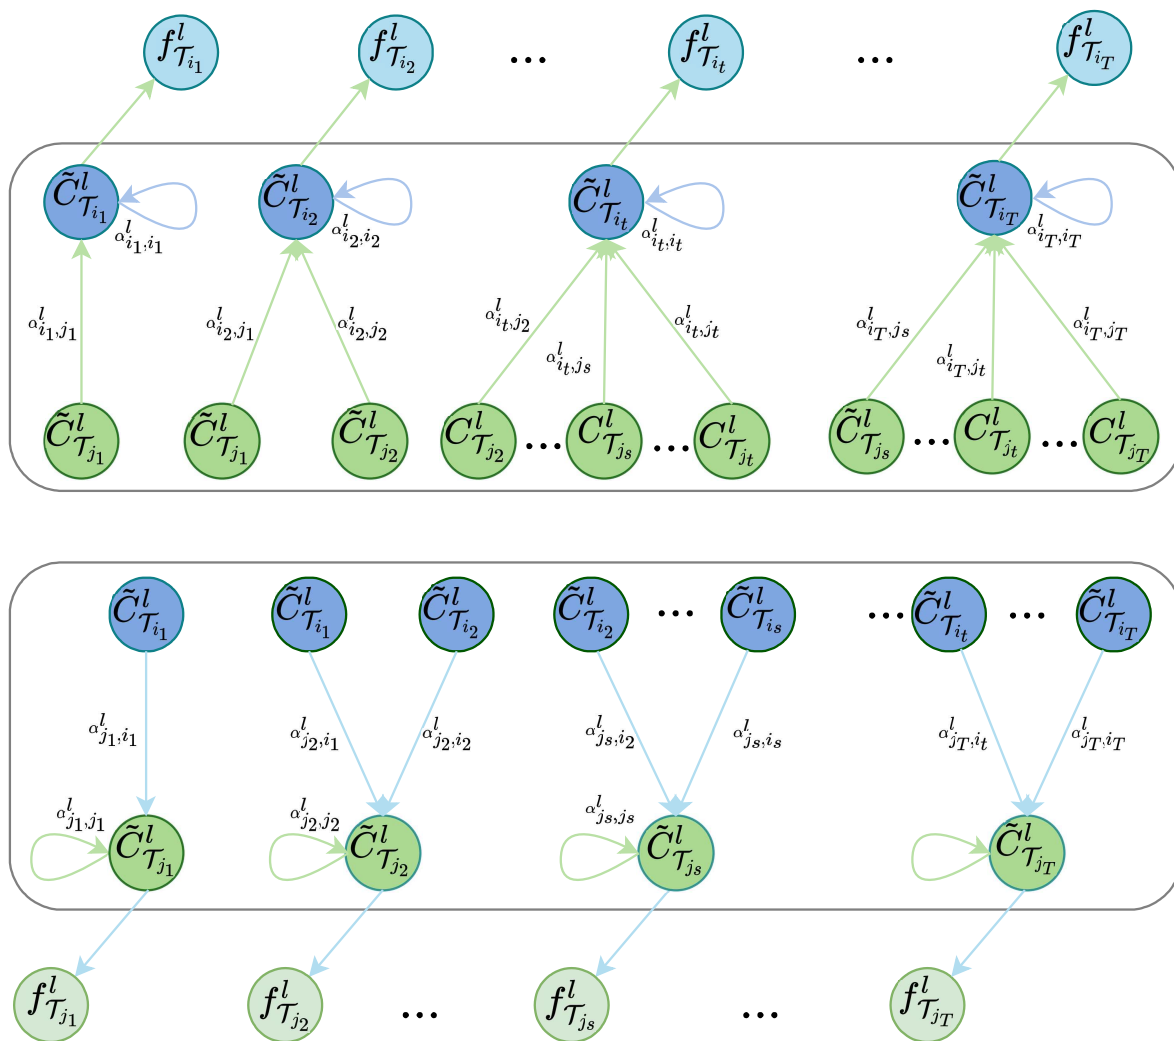 f^l_{𝒯_{i_1}} f^l_{𝒯_{i_2}} ... f^l_{𝒯_{i_t}} ... f^l_{𝒯_{i_T}}
C̃^l_{𝒯_{i_1}} C̃^l_{𝒯_{i_2}} C̃^l_{𝒯_{i_t}} C̃^l_{𝒯_{i_T}}
α^l_{i_1,i_1} α^l_{i_2,i_2} α^l_{i_t,i_t} α^l_{i_T,i_T}
α^l_{i_1,j_1} α^l_{i_2,j_1} α^l_{i_2,j_2} α^l_{i_t,j_2} α^l_{i_t,j_s} α^l_{i_t,j_t} α^l_{i_T,j_s} α^l_{i_T,j_t} α^l_{i_T,j_T}
C̃^l_{𝒯_{j_1}} C̃^l_{𝒯_{j_1}} C̃^l_{𝒯_{j_2}} C^l_{𝒯_{j_2}} ... C^l_{𝒯_{j_s}} ... C^l_{𝒯_{j_t}} C̃^l_{𝒯_{j_s}} ... C^l_{𝒯_{j_t}} ... C^l_{𝒯_{j_T}}
C̃^l_{𝒯_{i_1}} C̃^l_{𝒯_{i_1}} C̃^l_{𝒯_{i_2}} C̃^l_{𝒯_{i_2}} ... C̃^l_{𝒯_{i_s}} ... C̃^l_{𝒯_{i_t}} ... C̃^l_{𝒯_{i_T}}
α^l_{j_1,i_1} α^l_{j_2,i_1} α^l_{j_2,i_2} α^l_{j_s,i_2} α^l_{j_s,i_s} α^l_{j_T,i_t} α^l_{j_T,i_T}
α^l_{j_1,j_1} α^l_{j_2,j_2} α^l_{j_s,j_s}
C̃^l_{𝒯_{j_1}} C̃^l_{𝒯_{j_2}} C̃^l_{𝒯_{j_s}} C̃^l_{𝒯_{j_T}}
f^l_{𝒯_{j_1}} f^l_{𝒯_{j_2}} ... f^l_{𝒯_{j_s}} ... f^l_{𝒯_{j_T}}